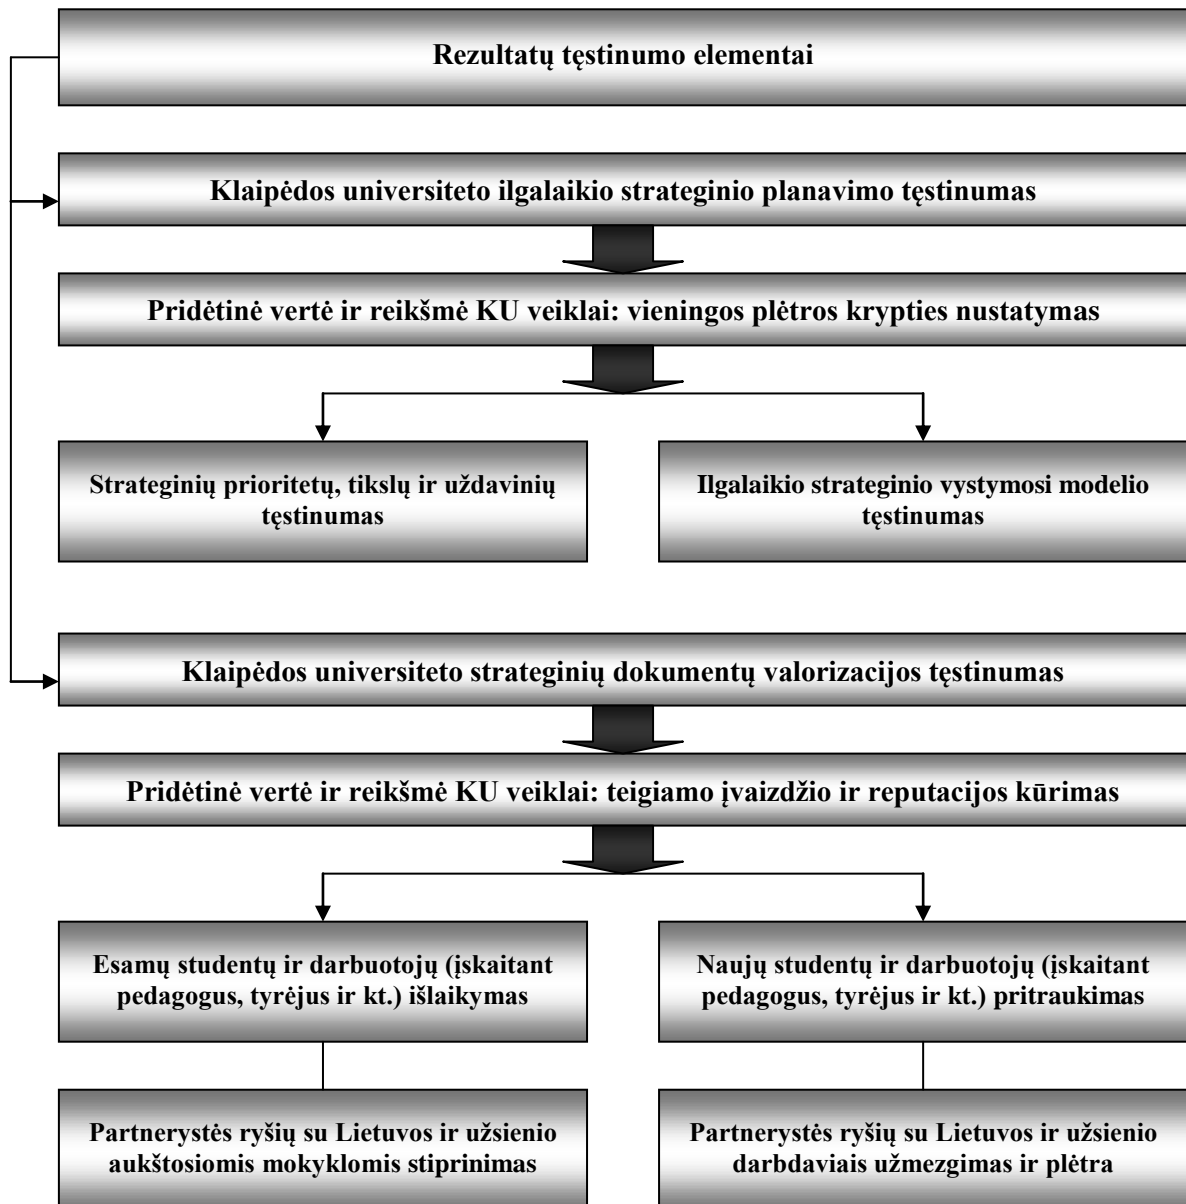 Rezultatų tęstinumo elementai
Klaipėdos universiteto ilgalaikio strateginio planavimo tęstinumas
Pridėtinė vertė ir reikšmė KU veiklai: vieningos plėtros krypties nustatymas
Strateginių prioritetų, tikslų ir uždavinių
tęstinumas
Ilgalaikio strateginio vystymosi modelio
tęstinumas
Klaipėdos universiteto strateginių dokumentų valorizacijos tęstinumas
Pridėtinė vertė ir reikšmė KU veiklai: teigiamo įvaizdžio ir reputacijos kūrimas
Esamų studentų ir darbuotojų (įskaitant
pedagogus, tyrėjus ir kt.) išlaikymas
Naujų studentų ir darbuotojų (įskaitant
pedagogus, tyrėjus ir kt.) pritraukimas
Partnerystės ryšių su Lietuvos ir užsienio
aukštosiomis mokyklomis stiprinimas
Partnerystės ryšių su Lietuvos ir užsienio
darbdaviais užmezgimas ir plėtra